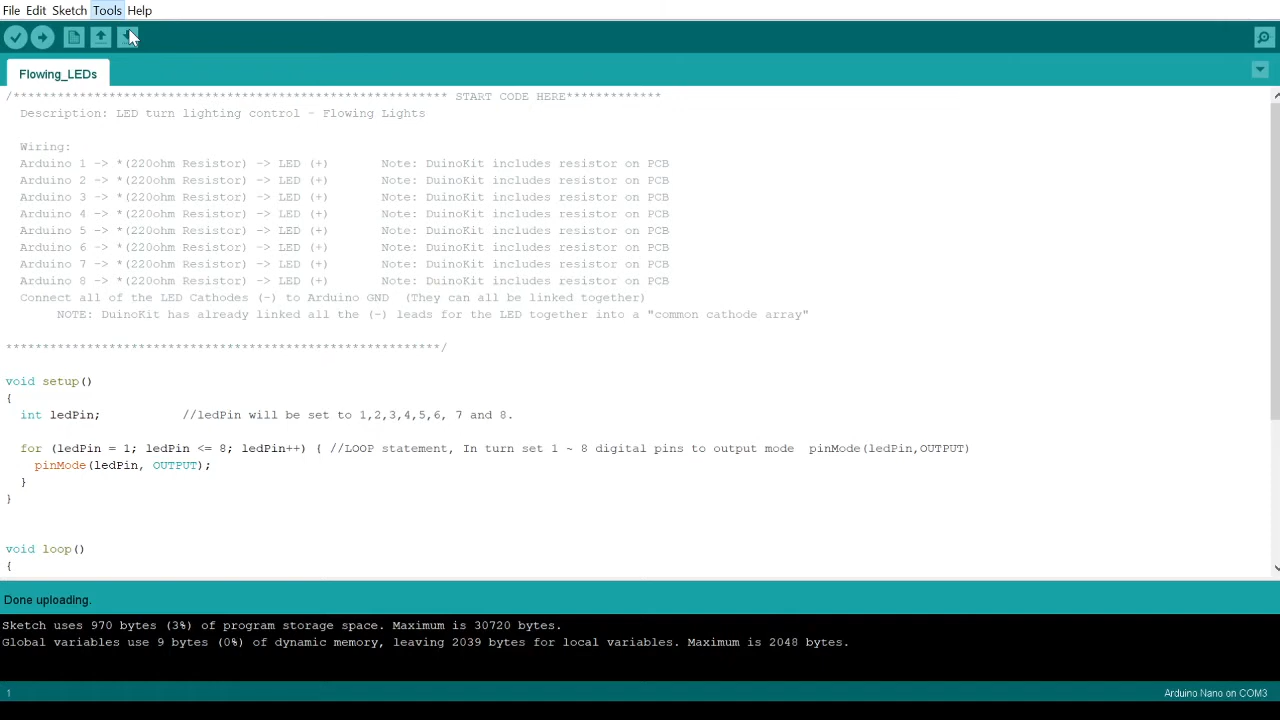 File Edit Sketch Tools Help
Flowing_LEDs
/*********************************************************** START CODE HERE*************
Description: LED turn lighting control - Flowing Lights
Wiring:
Arduino 1 -> *(220ohm Resistor) -> LED (+) Note: DuinoKit includes resistor on PCB
Arduino 2 -> *(220ohm Resistor) -> LED (+) Note: DuinoKit includes resistor on PCB
Arduino 3 -> *(220ohm Resistor) -> LED (+) Note: DuinoKit includes resistor on PCB
Arduino 4 -> *(220ohm Resistor) -> LED (+) Note: DuinoKit includes resistor on PCB
Arduino 5 -> *(220ohm Resistor) -> LED (+) Note: DuinoKit includes resistor on PCB
Arduino 6 -> *(220ohm Resistor) -> LED (+) Note: DuinoKit includes resistor on PCB
Arduino 7 -> *(220ohm Resistor) -> LED (+) Note: DuinoKit includes resistor on PCB
Arduino 8 -> *(220ohm Resistor) -> LED (+) Note: DuinoKit includes resistor on PCB
Connect all of the LED Cathodes (-) to Arduino GND (They can all be linked together)
NOTE: DuinoKit has already linked all the (-) leads for the LED together into a "common cathode array"
***********************************************************/
void setup()
{
int ledPin; //ledPin will be set to 1,2,3,4,5,6, 7 and 8.
for (ledPin = 1; ledPin <= 8; ledPin++) { //LOOP statement, In turn set 1 ~ 8 digital pins to output mode pinMode(ledPin,OUTPUT)
pinMode(ledPin, OUTPUT);
}
}
void loop()
{
Done uploading.
Sketch uses 970 bytes (3%) of program storage space. Maximum is 30720 bytes.
Global variables use 9 bytes (0%) of dynamic memory, leaving 2039 bytes for local variables. Maximum is 2048 bytes.
1 Arduino Nano on COM3